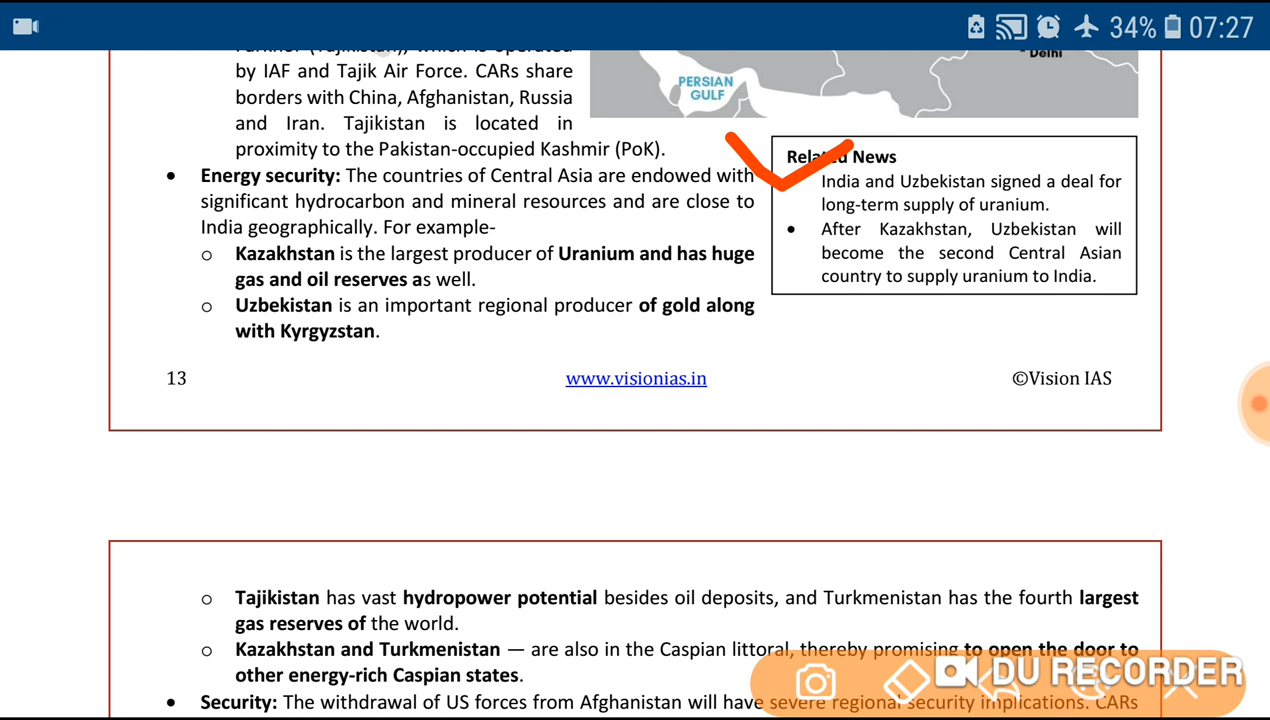 34% 07:27
Farkhor (Tajikistan), which is operated
by IAF and Tajik Air Force. CARs share
borders with China, Afghanistan, Russia
and Iran. Tajikistan is located in
proximity to the Pakistan-occupied Kashmir (PoK).
Delhi
PERSIAN
GULF
• Energy security: The countries of Central Asia are endowed with
significant hydrocarbon and mineral resources and are close to
India geographically. For example-
o Kazakhstan is the largest producer of Uranium and has huge
gas and oil reserves as well.
o Uzbekistan is an important regional producer of gold along
with Kyrgyzstan.
Related News
India and Uzbekistan signed a deal for
long-term supply of uranium.
• After Kazakhstan, Uzbekistan will
become the second Central Asian
country to supply uranium to India.
13 www.visionias.in ©Vision IAS
o Tajikistan has vast hydropower potential besides oil deposits, and Turkmenistan has the fourth largest
gas reserves of the world.
o Kazakhstan and Turkmenistan — are also in the Caspian littoral, thereby promising to open the door to
other energy-rich Caspian states.
• Security: The withdrawal of US forces from Afghanistan will have severe regional security implications. CARs
DU RECORDER